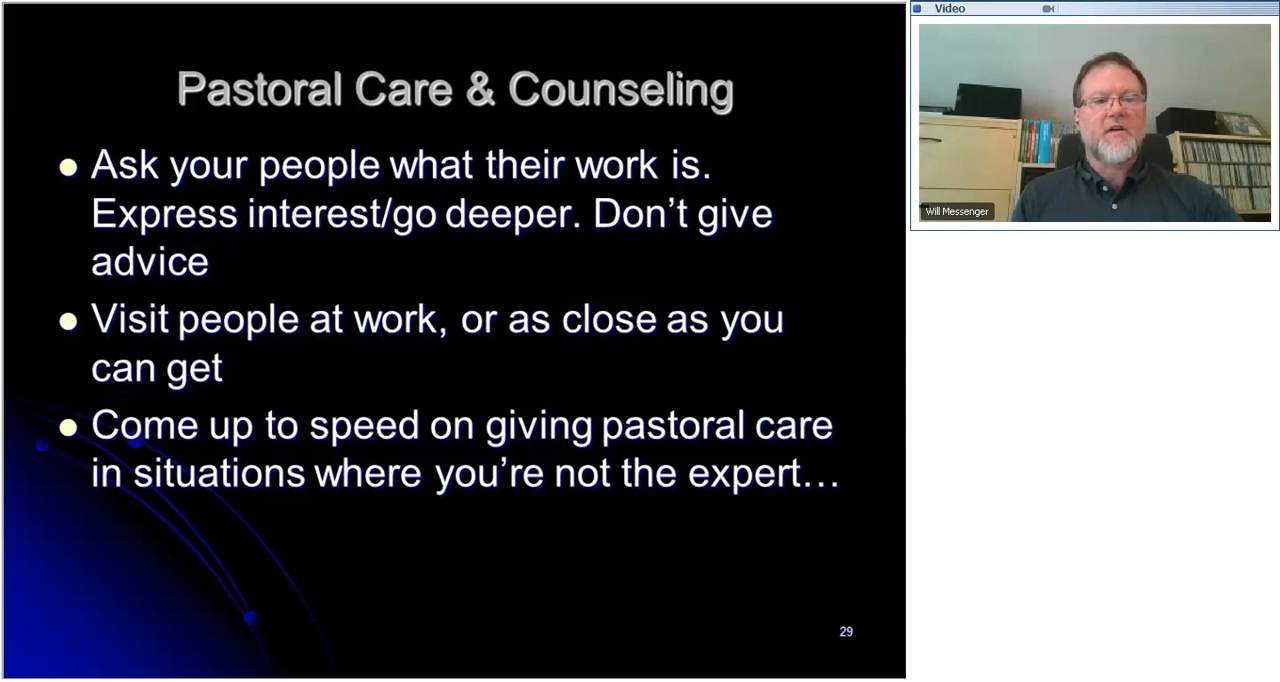 Pastoral Care & Counseling
Ask your people what their work is.
Express interest/go deeper. Don’t give
advice
Visit people at work, or as close as you
can get
Come up to speed on giving pastoral care
in situations where you’re not the expert…
29
Video
Will Messenger